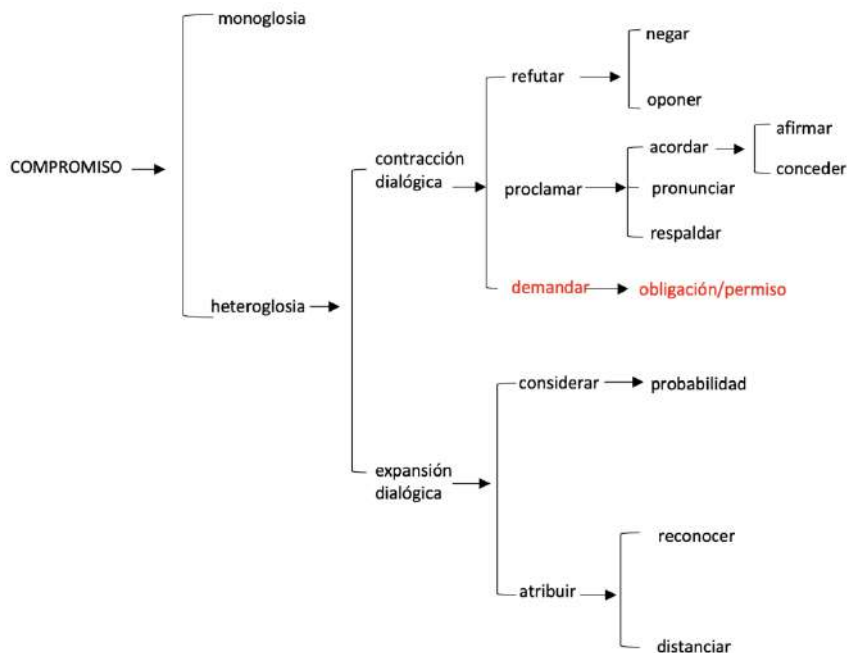 monoglosia
negar
refutar
oponer
afirmar
acordar
COMPROMISO
contracción
dialógica
conceder
proclamar
pronunciar
respaldar
demandar
obligación/permiso
heteroglosia
considerar
probabilidad
expansión
dialógica
reconocer
atribuir
distanciar